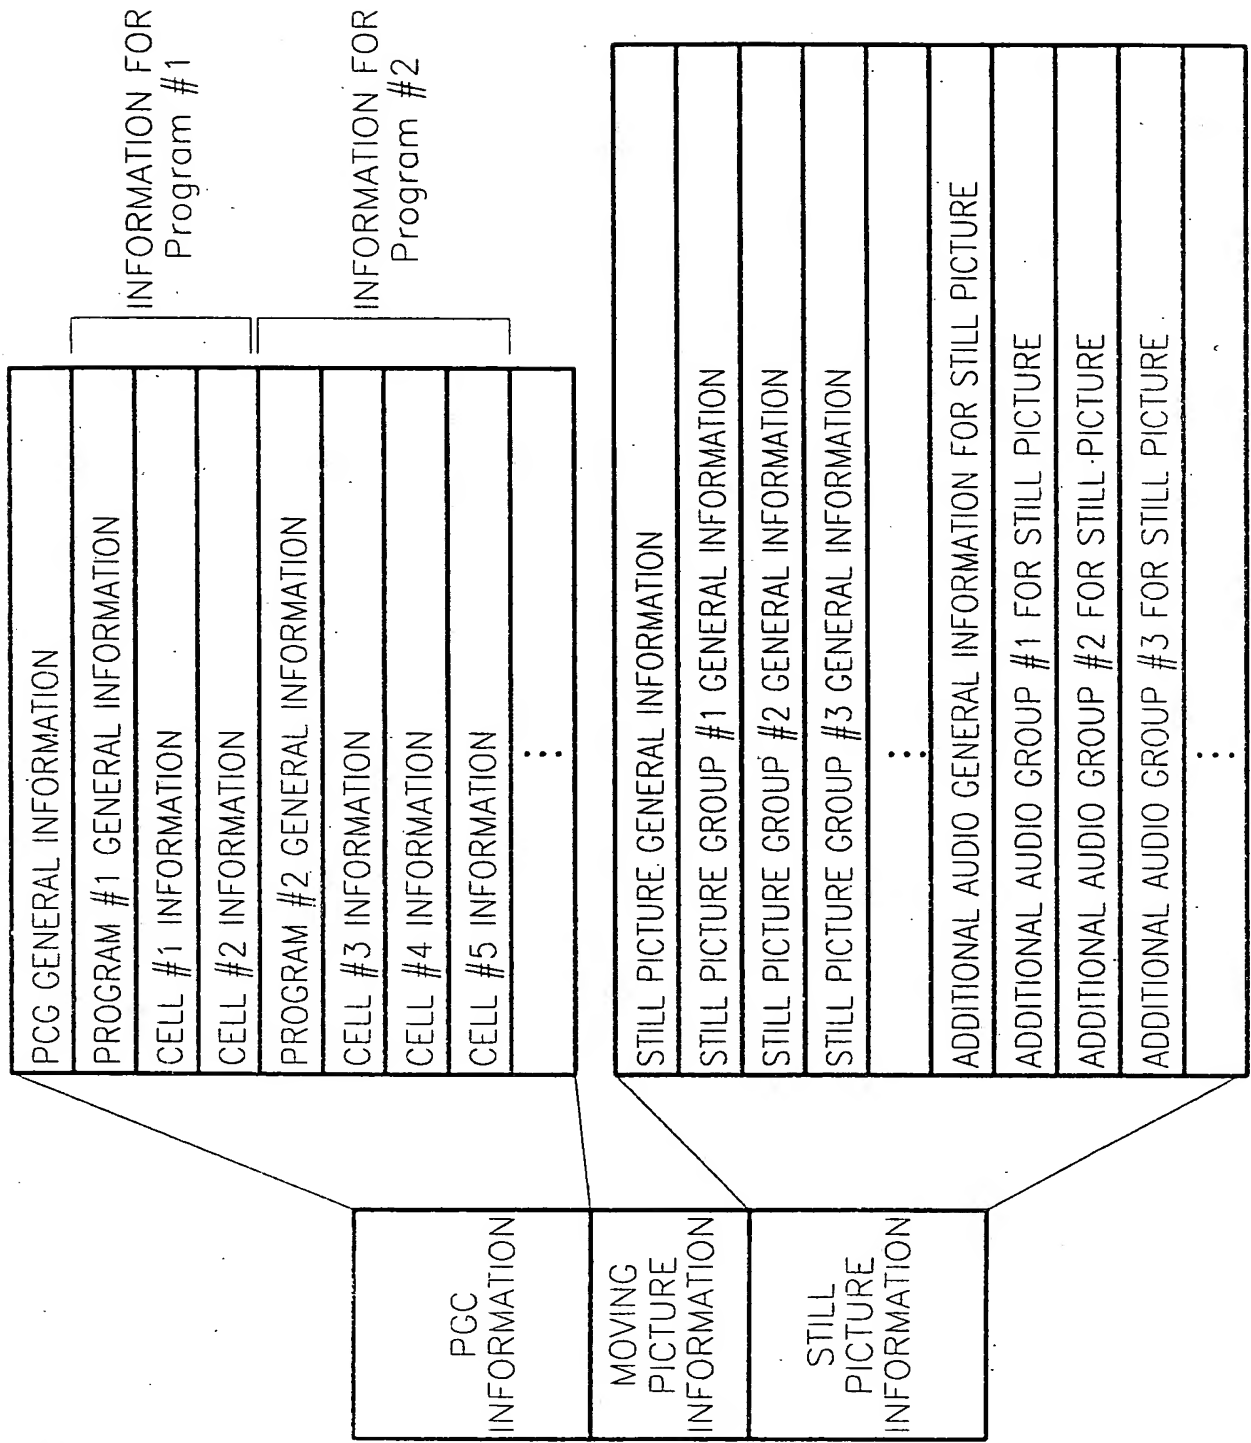 PGC
INFORMATION
MOVING
PICTURE
INFORMATION
STILL
PICTURE
INFORMATION
PCG GENERAL INFORMATION
PROGRAM #1 GENERAL INFORMATION
CELL #1 INFORMATION
CELL #2 INFORMATION
PROGRAM #2 GENERAL INFORMATION
CELL #3 INFORMATION
CELL #4 INFORMATION
CELL #5 INFORMATION
...
INFORMATION FOR
Program #1
INFORMATION FOR
Program #2
STILL PICTURE GENERAL INFORMATION
STILL PICTURE GROUP #1 GENERAL INFORMATION
STILL PICTURE GROUP #2 GENERAL INFORMATION
STILL PICTURE GROUP #3 GENERAL INFORMATION
...
ADDITIONAL AUDIO GENERAL INFORMATION FOR STILL PICTURE
ADDITIONAL AUDIO GROUP #1 FOR STILL PICTURE
ADDITIONAL AUDIO GROUP #2 FOR STILL PICTURE
ADDITIONAL AUDIO GROUP #3 FOR STILL PICTURE
...